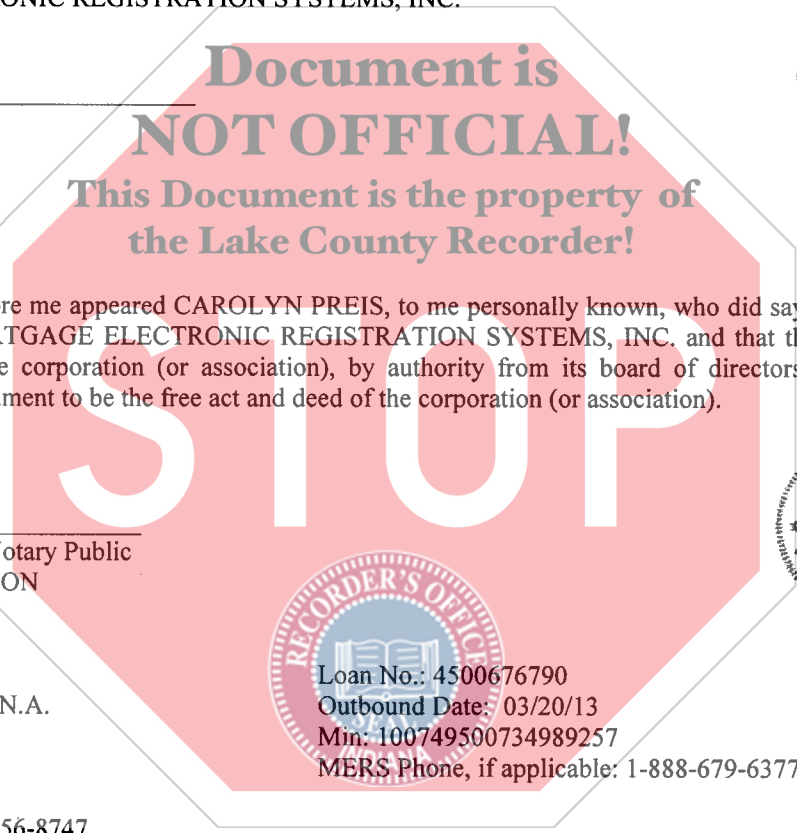 ONIC REGISTRATION SYSTEMS, INC.
Document is
NOT OFFICIAL!
This Document is the property of
the Lake County Recorder!
re me appeared CAROLYN PREIS, to me personally known, who did say
RTGAGE ELECTRONIC REGISTRATION SYSTEMS, INC. and that th
e corporation (or association), by authority from its board of directors
ument to be the free act and deed of the corporation (or association).
STOP
Notary Public
ON
RECORDER'S OFFICE
SEAL
INDIANA
Loan No.: 4500676790
N.A.
Outbound Date: 03/20/13
Min: 100749500734989257
MERS Phone, if applicable: 1-888-679-6377
56-8747